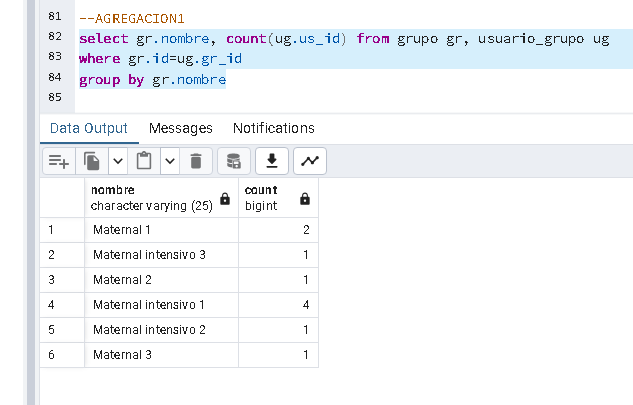 81 --AGREGACION1
82 select gr.nombre, count(ug.us_id) from grupo gr, usuario_grupo ug
83 where gr.id=ug.gr_id
84 group by gr.nombre
85
Data Output Messages Notifications
nombre count
character varying (25) bigint
1 Maternal 1 2
2 Maternal intensivo 3 1
3 Maternal 2 1
4 Maternal intensivo 1 4
5 Maternal intensivo 2 1
6 Maternal 3 1